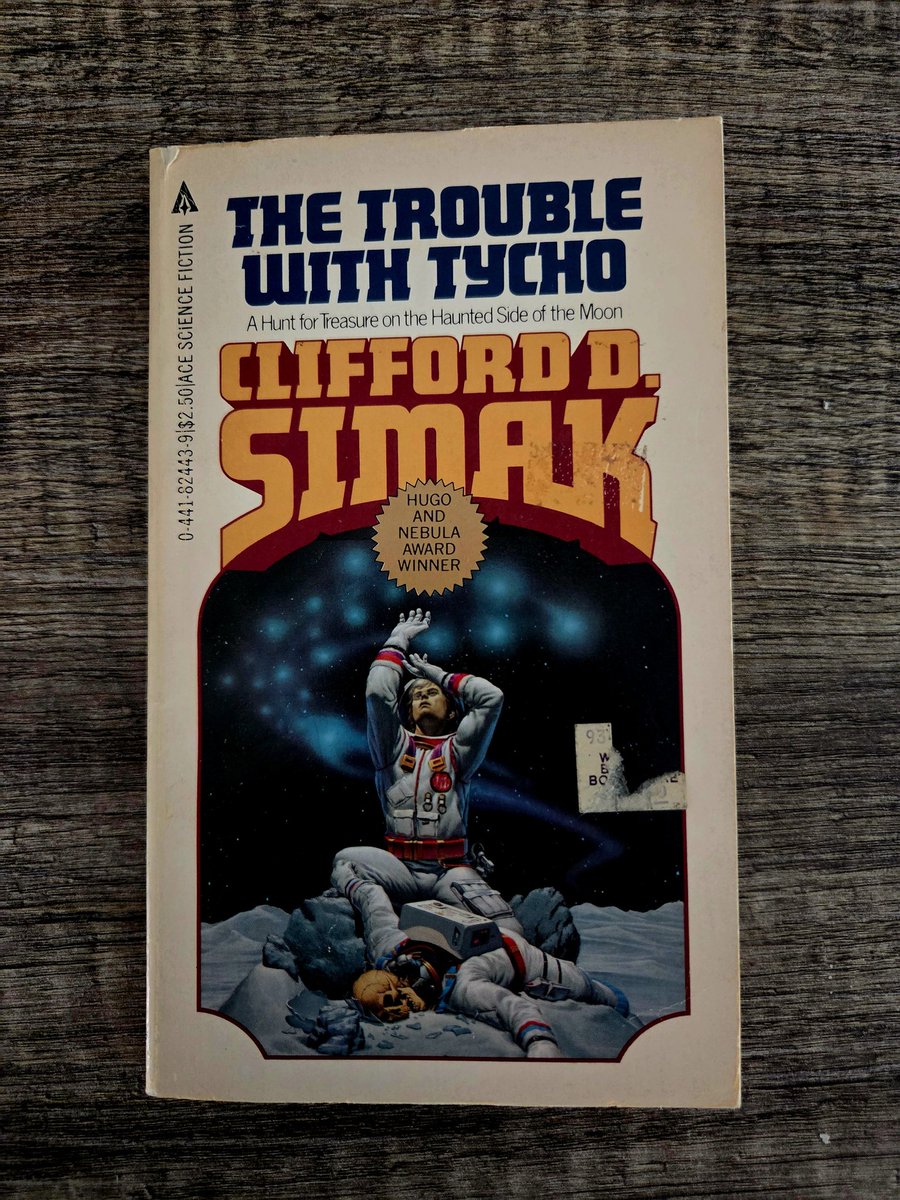 THE TROUBLE
WITH TYCHO
A Hunt for Treasure on the Haunted Side of the Moon
CLIFFORD D.
SIMAK
HUGO
AND
NEBULA
AWARD
WINNER
0-441-82443-9|$2.50|ACE SCIENCE FICTION
93